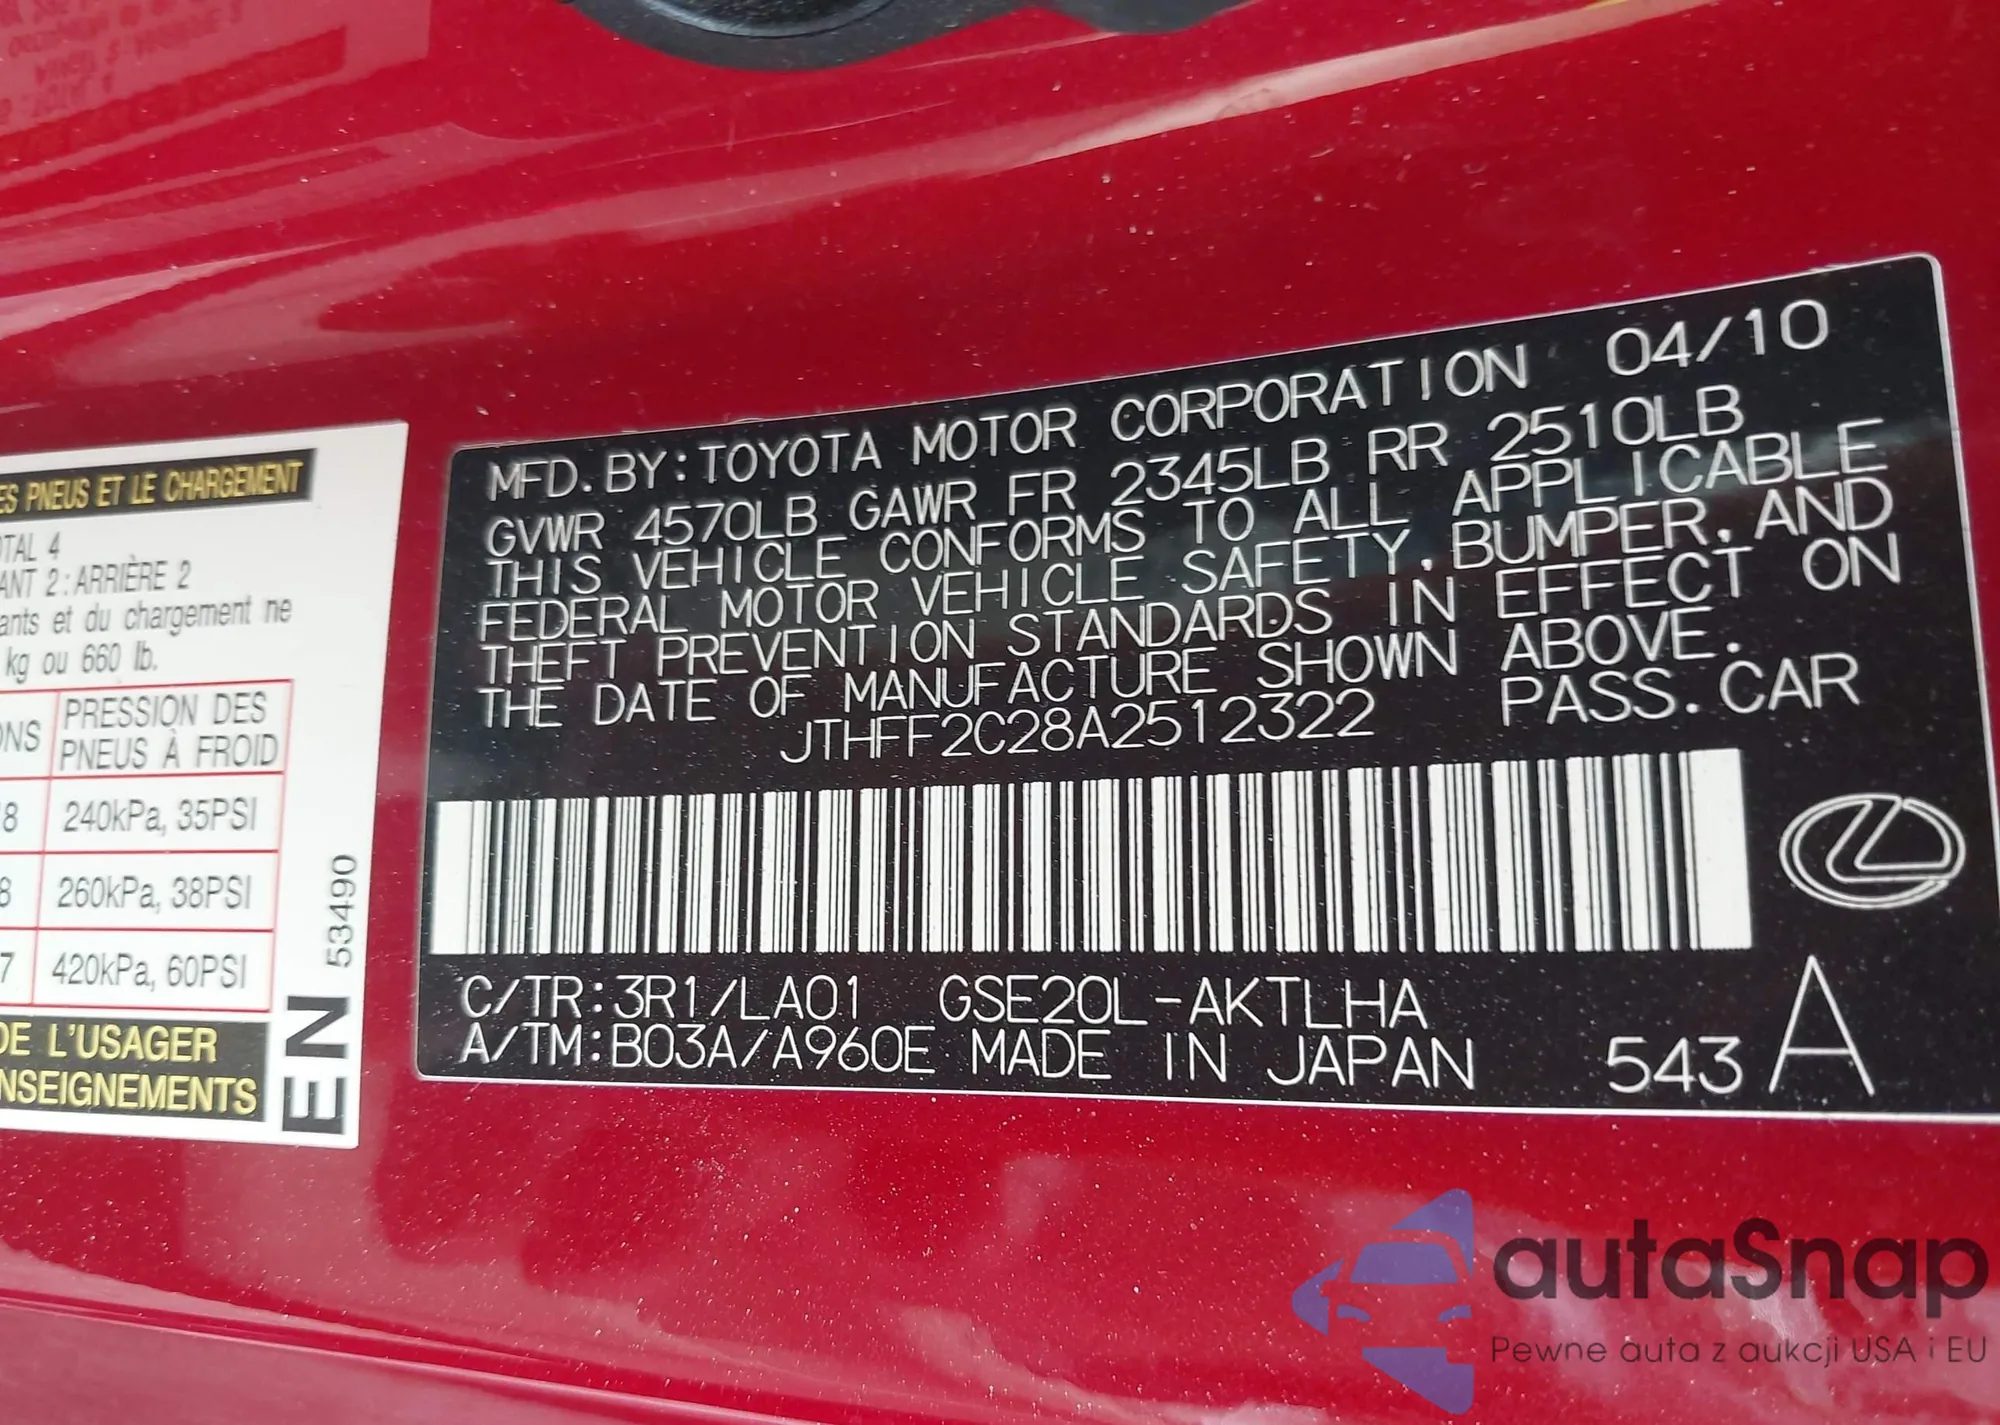 ES PNEUS ET LE CHARGEMENT
OTAL 4
ANT 2 : ARRIÈRE 2
ants et du chargement ne
kg ou 660 lb.
ONS PRESSION DES
PNEUS À FROID
8 240kPa, 35PSI
8 260kPa, 38PSI
7 420kPa, 60PSI
DE L'USAGER
NSEIGNEMENTS
EN 53490
MFD. BY: TOYOTA MOTOR CORPORATION 04/10
GVWR 4570LB GAWR FR 2345LB RR 2510LB
THIS VEHICLE CONFORMS TO ALL APPLICABLE
FEDERAL MOTOR VEHICLE SAFETY, BUMPER, AND
THEFT PREVENTION STANDARDS IN EFFECT ON
THE DATE OF MANUFACTURE SHOWN ABOVE.
JTHFF2C28A2512322 PASS. CAR
C/TR: 3R1/LA01 GSE20L-AKTLHA
A/TM: B03A/A960E MADE IN JAPAN 543 A
autaSnap
Pewne auta z aukcji USA i EU